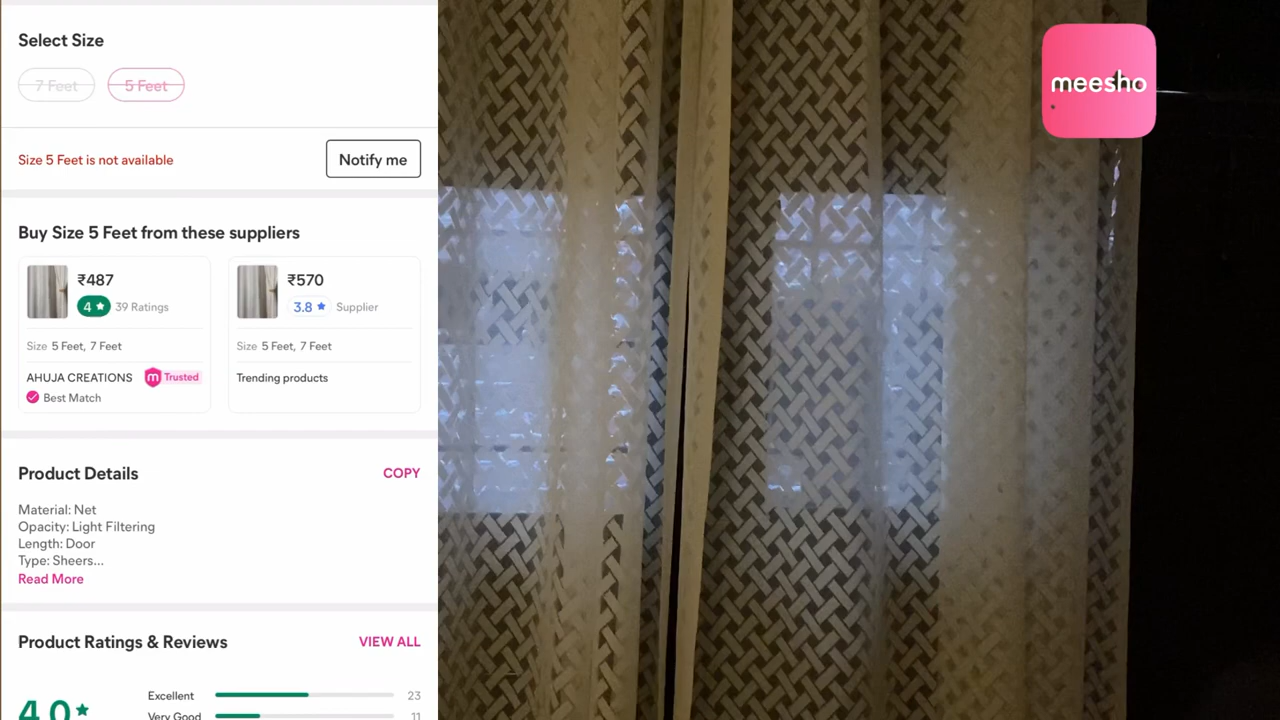 Select Size
7 Feet
5 Feet
Size 5 Feet is not available
Notify me
Buy Size 5 Feet from these suppliers
₹487
4 ★ 39 Ratings
Size 5 Feet, 7 Feet
AHUJA CREATIONS m Trusted
Best Match
₹570
3.8 ★ Supplier
Size 5 Feet, 7 Feet
Trending products
Product Details
COPY
Material: Net
Opacity: Light Filtering
Length: Door
Type: Sheers...
Read More
Product Ratings & Reviews
VIEW ALL
4.0 ★
Excellent 23
Very Good 11
meesho